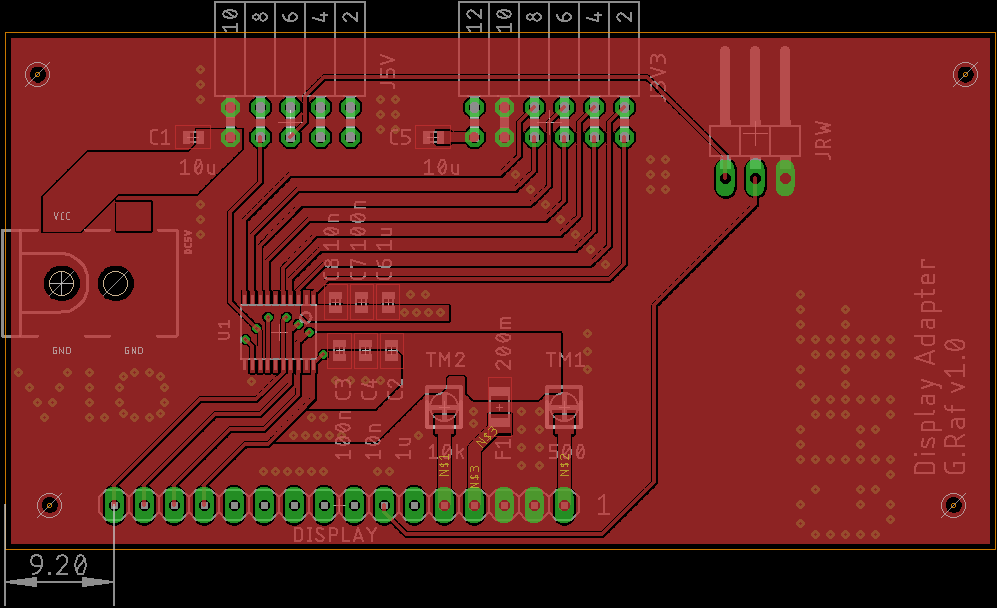 10 8 6 4 2
12 10 8 6 4 2
J5V
J3V3
JRW
C1
10u
C5
10u
VCC
DC5V
GND
GND
C8 10n
C7 100n
C6 1u
U1
C3
100n
C4
10n
C2
1u
TM2
200m
F1
TM1
500
N$1
N$3
N$3
N$2
1
DISPLAY
9.20
Display Adapter
G.Raf v1.0